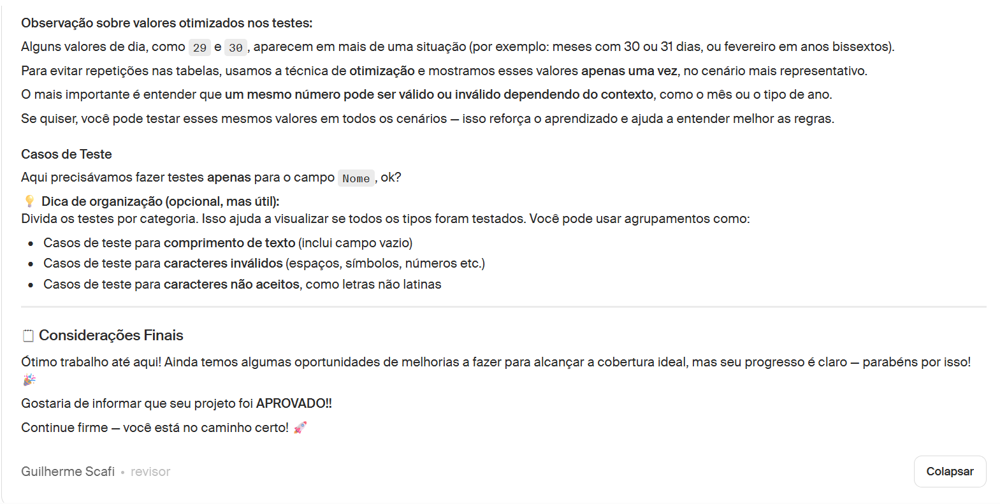 Observação sobre valores otimizados nos testes:
Alguns valores de dia, como 29 e 30, aparecem em mais de uma situação (por exemplo: meses com 30 ou 31 dias, ou fevereiro em anos bissextos).
Para evitar repetições nas tabelas, usamos a técnica de otimização e mostramos esses valores apenas uma vez, no cenário mais representativo.
O mais importante é entender que um mesmo número pode ser válido ou inválido dependendo do contexto, como o mês ou o tipo de ano.
Se quiser, você pode testar esses mesmos valores em todos os cenários — isso reforça o aprendizado e ajuda a entender melhor as regras.
Casos de Teste
Aqui precisávamos fazer testes apenas para o campo Nome, ok?
💡 Dica de organização (opcional, mas útil):
Divida os testes por categoria. Isso ajuda a visualizar se todos os tipos foram testados. Você pode usar agrupamentos como:
• Casos de teste para comprimento de texto (inclui campo vazio)
• Casos de teste para caracteres inválidos (espaços, símbolos, números etc.)
• Casos de teste para caracteres não aceitos, como letras não latinas
📋 Considerações Finais
Ótimo trabalho até aqui! Ainda temos algumas oportunidades de melhorias a fazer para alcançar a cobertura ideal, mas seu progresso é claro — parabéns por isso!
🎉
Gostaria de informar que seu projeto foi APROVADO!!
Continue firme — você está no caminho certo! 🚀
Guilherme Scafi • revisor
Colapsar